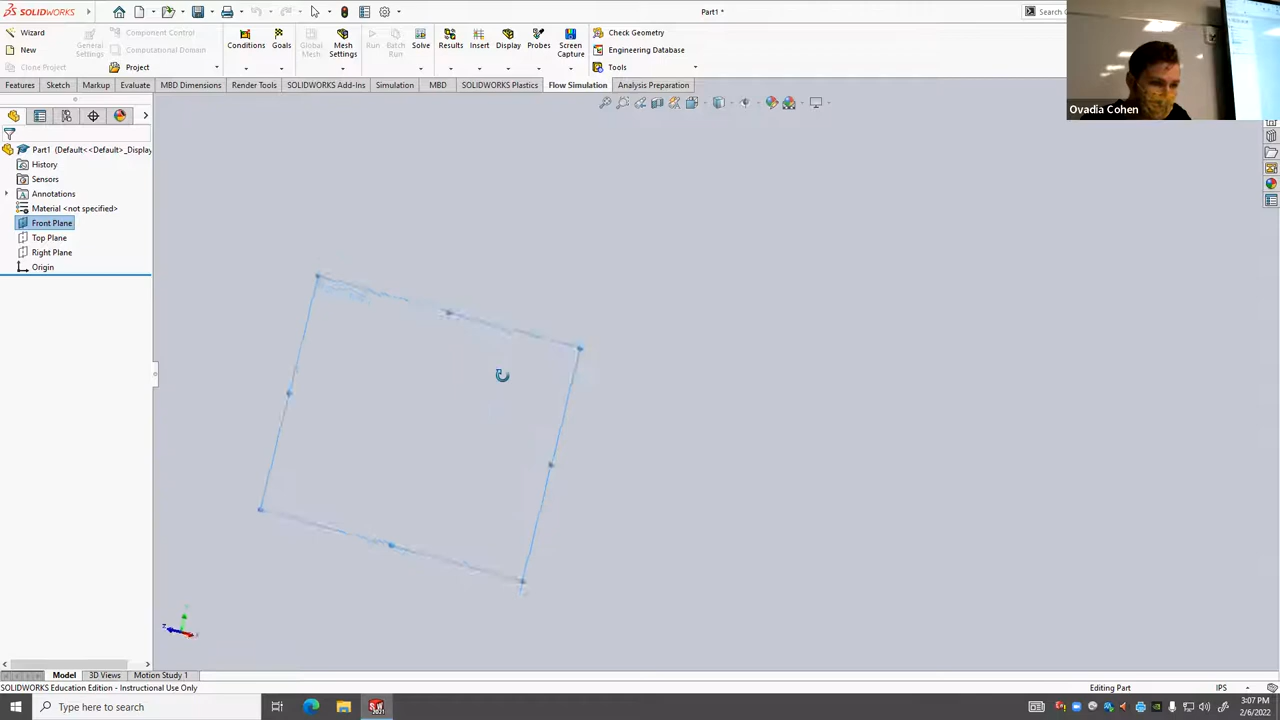 SOLIDWORKS
Part1 *
Search
Wizard
New
Clone Project
General Settings
Component Control
Computational Domain
Project
Conditions
Goals
Global Mesh
Mesh Settings
Run
Batch Run
Solve
Results
Insert
Display
Probes
Screen Capture
Check Geometry
Engineering Database
Tools
Features
Sketch
Markup
Evaluate
MBD Dimensions
Render Tools
SOLIDWORKS Add-Ins
Simulation
MBD
SOLIDWORKS Plastics
Flow Simulation
Analysis Preparation
Ovadia Cohen
Part1 (Default<<Default>_Display
History
Sensors
Annotations
Material <not specified>
Front Plane
Top Plane
Right Plane
Origin
Model
3D Views
Motion Study 1
SOLIDWORKS Education Edition - Instructional Use Only
Editing Part
IPS
Type here to search
2021
3:07 PM
2/6/2022